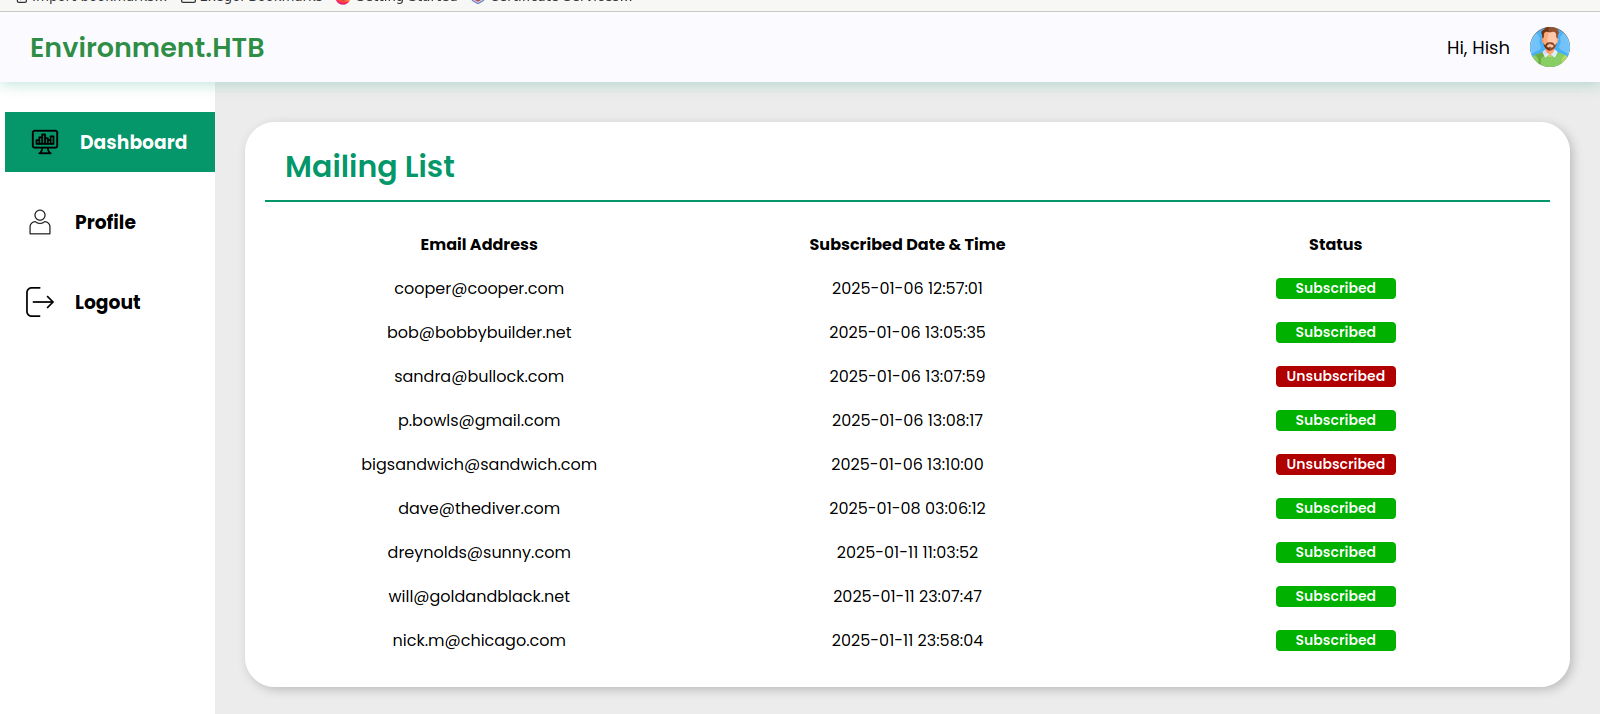 Environment.HTB
Hi, Hish
Dashboard
Profile
Logout
Mailing List
Email Address Subscribed Date & Time Status
cooper@cooper.com 2025-01-06 12:57:01 Subscribed
bob@bobbybuilder.net 2025-01-06 13:05:35 Subscribed
sandra@bullock.com 2025-01-06 13:07:59 Unsubscribed
p.bowls@gmail.com 2025-01-06 13:08:17 Subscribed
bigsandwich@sandwich.com 2025-01-06 13:10:00 Unsubscribed
dave@thediver.com 2025-01-08 03:06:12 Subscribed
dreynolds@sunny.com 2025-01-11 11:03:52 Subscribed
will@goldandblack.net 2025-01-11 23:07:47 Subscribed
nick.m@chicago.com 2025-01-11 23:58:04 Subscribed